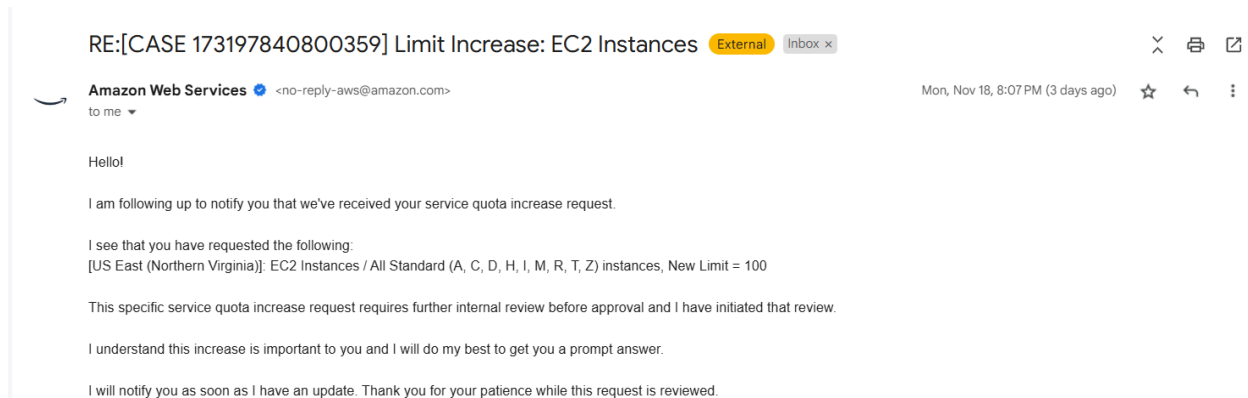 RE:[CASE 173197840800359] Limit Increase: EC2 Instances External Inbox ×
Amazon Web Services <no-reply-aws@amazon.com> Mon, Nov 18, 8:07 PM (3 days ago)
to me
Hello!
I am following up to notify you that we've received your service quota increase request.
I see that you have requested the following:
[US East (Northern Virginia)]: EC2 Instances / All Standard (A, C, D, H, I, M, R, T, Z) instances, New Limit = 100
This specific service quota increase request requires further internal review before approval and I have initiated that review.
I understand this increase is important to you and I will do my best to get you a prompt answer.
I will notify you as soon as I have an update. Thank you for your patience while this request is reviewed.